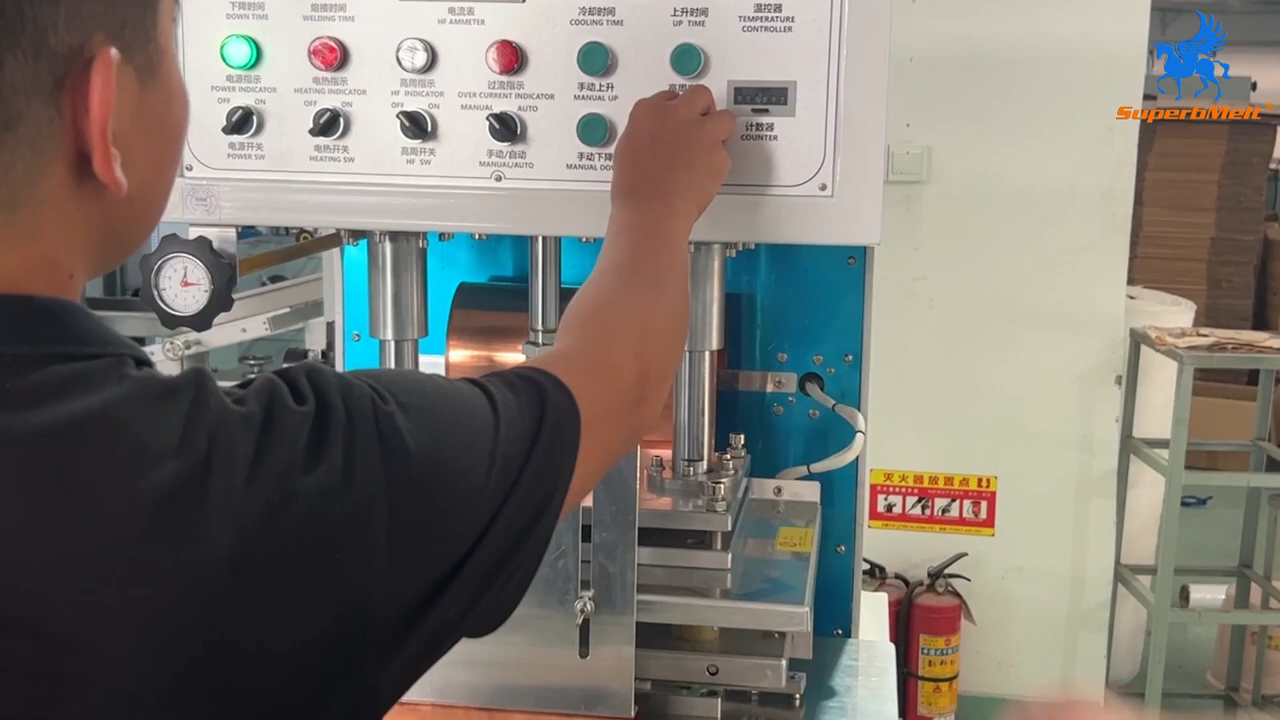 下降时间
DOWN TIME
熔接时间
WELDING TIME
电流表
HF AMMETER
冷却时间
COOLING TIME
上升时间
UP TIME
温控器
TEMPERATURE
CONTROLLER
电源指示
POWER INDICATOR
电热指示
HEATING INDICATOR
高周指示
HF INDICATOR
过流指示
OVER CURRENT INDICATOR
手动上升
MANUAL UP
OFF ON
OFF ON
OFF ON
MANUAL AUTO
电源开关
POWER SW
电热开关
HEATING SW
高周开关
HF SW
手动/自动
MANUAL/AUTO
手动下降
MANUAL
计数器
COUNTER
SuperbMelt
灭火器放置点